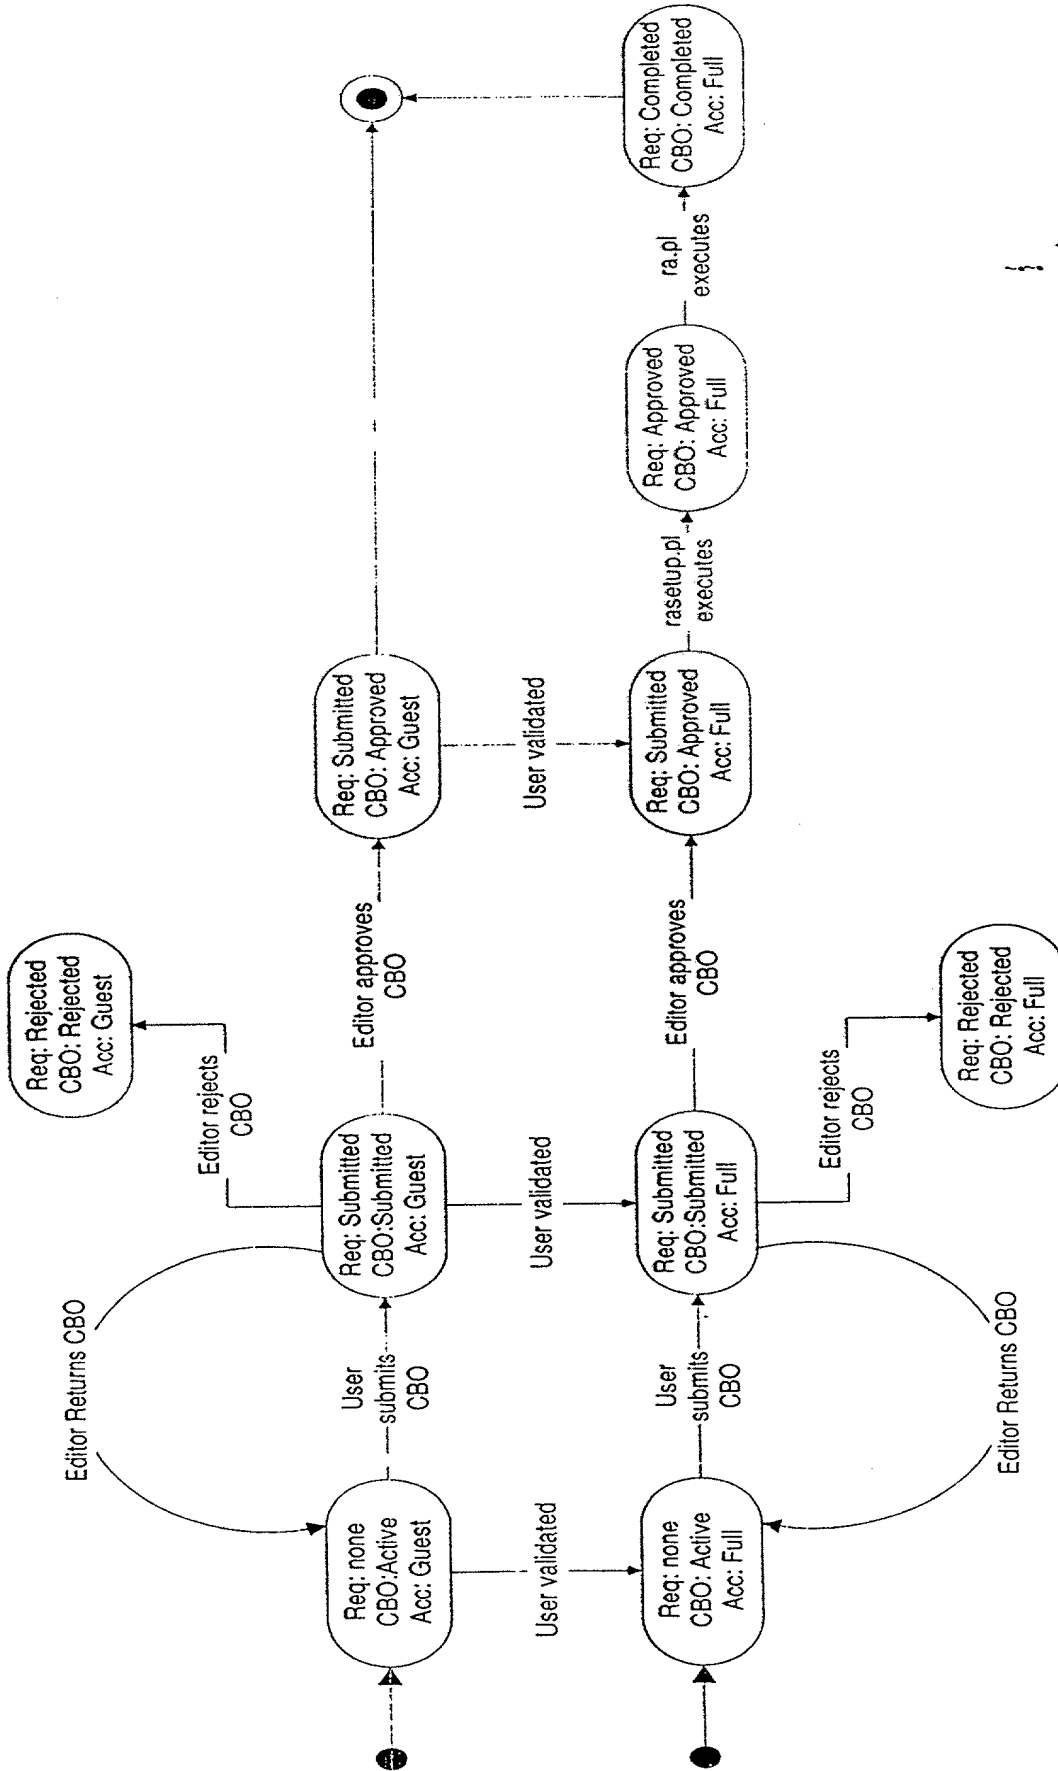 Req: Rejected
CBO: Rejected
Acc: Guest
Editor rejects
CBO
Editor Returns CBO
Req: none
CBO:Active
Acc: Guest
User
submits
CBO
Req: Submitted
CBO:Submitted
Acc: Guest
Editor approves
CBO
Req: Submitted
CBO: Approved
Acc: Guest
User validated
User validated
User validated
Req: none
CBO: Active
Acc: Full
User
submits
CBO
Req: Submitted
CBO:Submitted
Acc: Full
Editor approves
CBO
Req: Submitted
CBO: Approved
Acc: Full
rasetup.pl
executes
Req: Approved
CBO: Approved
Acc: Full
ra.pl
executes
Req: Completed
CBO: Completed
Acc: Full
Editor Returns CBO
Editor rejects
CBO
Req: Rejected
CBO: Rejected
Acc: Full